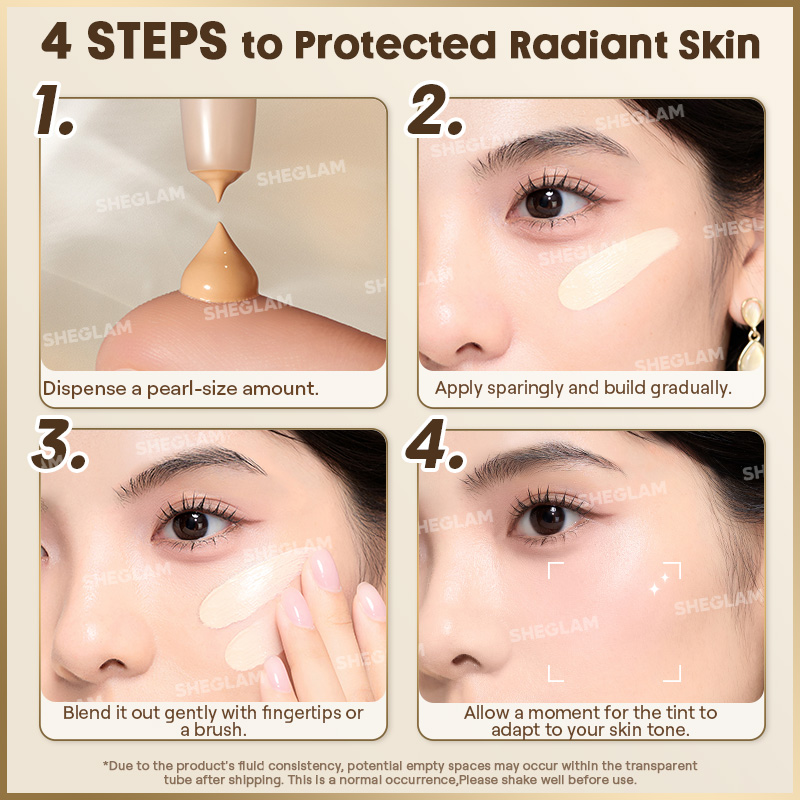 4 STEPS to Protected Radiant Skin
1.
2.
SHEGLAM
SHEGLAM
SHEGLAM
SHEGLAM
SHEGLAM
SHEGLAM
SHEGLAM
SHEGLAM
Dispense a pearl-size amount.
Apply sparingly and build gradually.
3.
4.
SHEGLAM
SHEGLAM
SHEGLAM
SHEGLAM
SHEGLAM
SHEGLAM
SHEGLAM
Blend it out gently with fingertips or
a brush.
Allow a moment for the tint to
adapt to your skin tone.
*Due to the product's fluid consistency, potential empty spaces may occur within the transparent
tube after shipping. This is a normal occurrence,Please shake well before use.